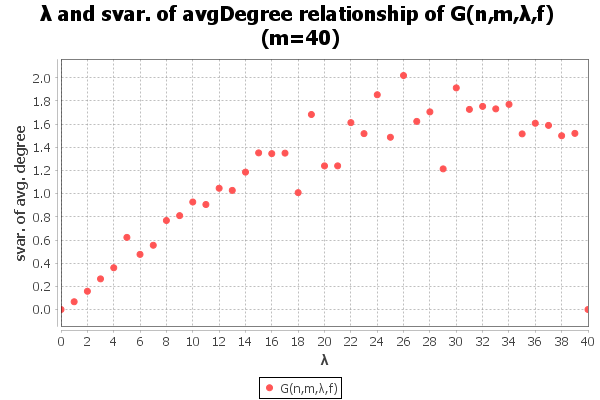 λ and svar. of avgDegree relationship of G(n,m,λ,f)
(m=40)
svar. of avg. degree
2.0
1.8
1.6
1.4
1.2
1.0
0.8
0.6
0.4
0.2
0.0
0 2 4 6 8 10 12 14 16 18 20 22 24 26 28 30 32 34 36 38 40
λ
G(n,m,λ,f)